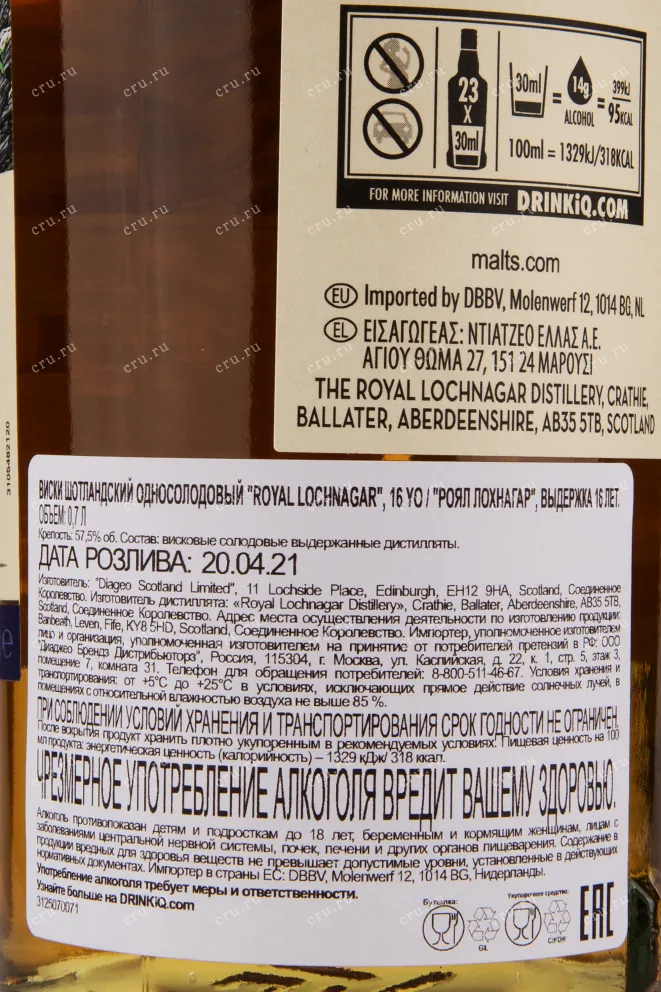 30ml
23
X
30ml
14g
ALCOHOL
=
=
399kJ
95KCAL
100ml = 1329kJ/318KCAL
FOR MORE INFORMATION VISIT DRINKiQ.COM
malts.com
EU Imported by DBBV, Molenwerf 12, 1014 BG, NL
EL ΕΙΣΑΓΩΓΕΑΣ: ΝΤΙΑΤΖΕΟ ΕΛΛΑΣ Α.Ε.
ΑΓΙΟΥ ΘΩΜΑ 27, 151 24 ΜΑΡΟΥΣΙ
THE ROYAL LOCHNAGAR DISTILLERY, CRATHIE,
BALLATER, ABERDEENSHIRE, AB35 5TB, SCOTLAND
3105482120
ВИСКИ ШОТЛАНДСКИЙ ОДНОСОЛОДОВЫЙ "ROYAL LOCHNAGAR", 16 YO / "РОЯЛ ЛОХНАГАР", ВЫДЕРЖКА 16 ЛЕТ.
ОБЪЕМ: 0,7 Л
Крепость: 57,5% об. Состав: висковые солодовые выдержанные дистилляты.
ДАТА РОЗЛИВА: 20.04.21
Изготовитель: "Diageo Scotland Limited", 11 Lochside Place, Edinburgh, EH12 9HA, Scotland, Соединенное
Королевство. Изготовитель дистиллята: «Royal Lochnagar Distillery», Crathie, Ballater, Aberdeenshire, AB35 5TB,
Scotland, Соединенное Королевство. Адрес места осуществления деятельности по изготовлению продукции:
Banbeath, Leven, Fife, KY8 5HD, Scotland, Соединенное Королевство. Импортер, уполномоченное изготовителем
лицо и организация, уполномоченная изготовителем на принятие от потребителей претензий в РФ: ООО
"Диаджео Брендз Дистрибьюторз", Россия, 115304, г. Москва, ул. Каспийская, д. 22, к. 1, стр. 5, этаж 3,
помещение 7, комната 31. Телефон для обращения потребителей: 8-800-511-46-67. Условия хранения и
транспортирования: от +5°С до +25°С в условиях, исключающих прямое действие солнечных лучей, в
помещениях с относительной влажностью воздуха не выше 85 %.
ПРИ СОБЛЮДЕНИИ УСЛОВИЙ ХРАНЕНИЯ И ТРАНСПОРТИРОВАНИЯ СРОК ГОДНОСТИ НЕ ОГРАНИЧЕН.
После вскрытия продукт хранить плотно укупоренным в рекомендуемых условиях. Пищевая ценность на 100
мл продукта: энергетическая ценность (калорийность) – 1329 кДж/ 318 ккал.
ЧРЕЗМЕРНОЕ УПОТРЕБЛЕНИЕ АЛКОГОЛЯ ВРЕДИТ ВАШЕМУ ЗДОРОВЬЮ.
Алкоголь противопоказан детям и подросткам до 18 лет, беременным и кормящим женщинам, лицам с
заболеваниями центральной нервной системы, почек, печени и других органов пищеварения. Содержание в
продукции вредных для здоровья веществ не превышает допустимые уровни, установленные в действующих
нормативных документах. Импортер в страны ЕС: DBBV, Molenwerf 12, 1014 BG, Нидерланды.
Употребление алкоголя требует меры и ответственности.
Узнайте больше на DRINKiQ.com
3125070071
Бутылка:
GL
Укупорочное средство:
C/FOR
EAC
cru.ru